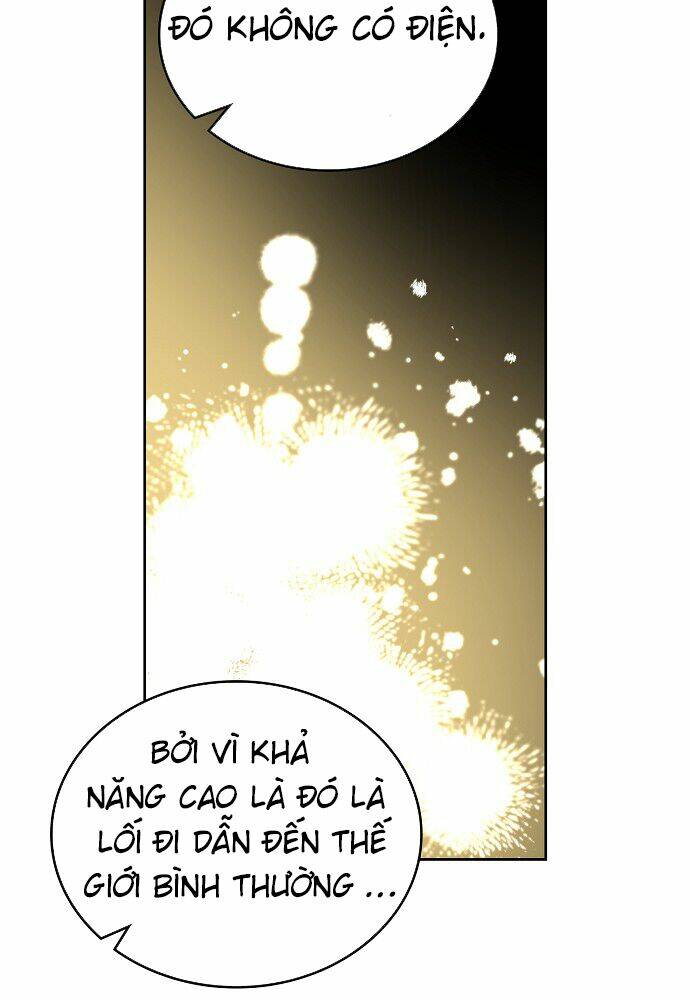 ĐÓ KHÔNG CÓ ĐIỆN.
BỞI VÌ KHẢ
NĂNG CAO LÀ ĐÓ LÀ
LỐI ĐI DẪN ĐẾN THẾ
GIỚI BÌNH THƯỜNG ...